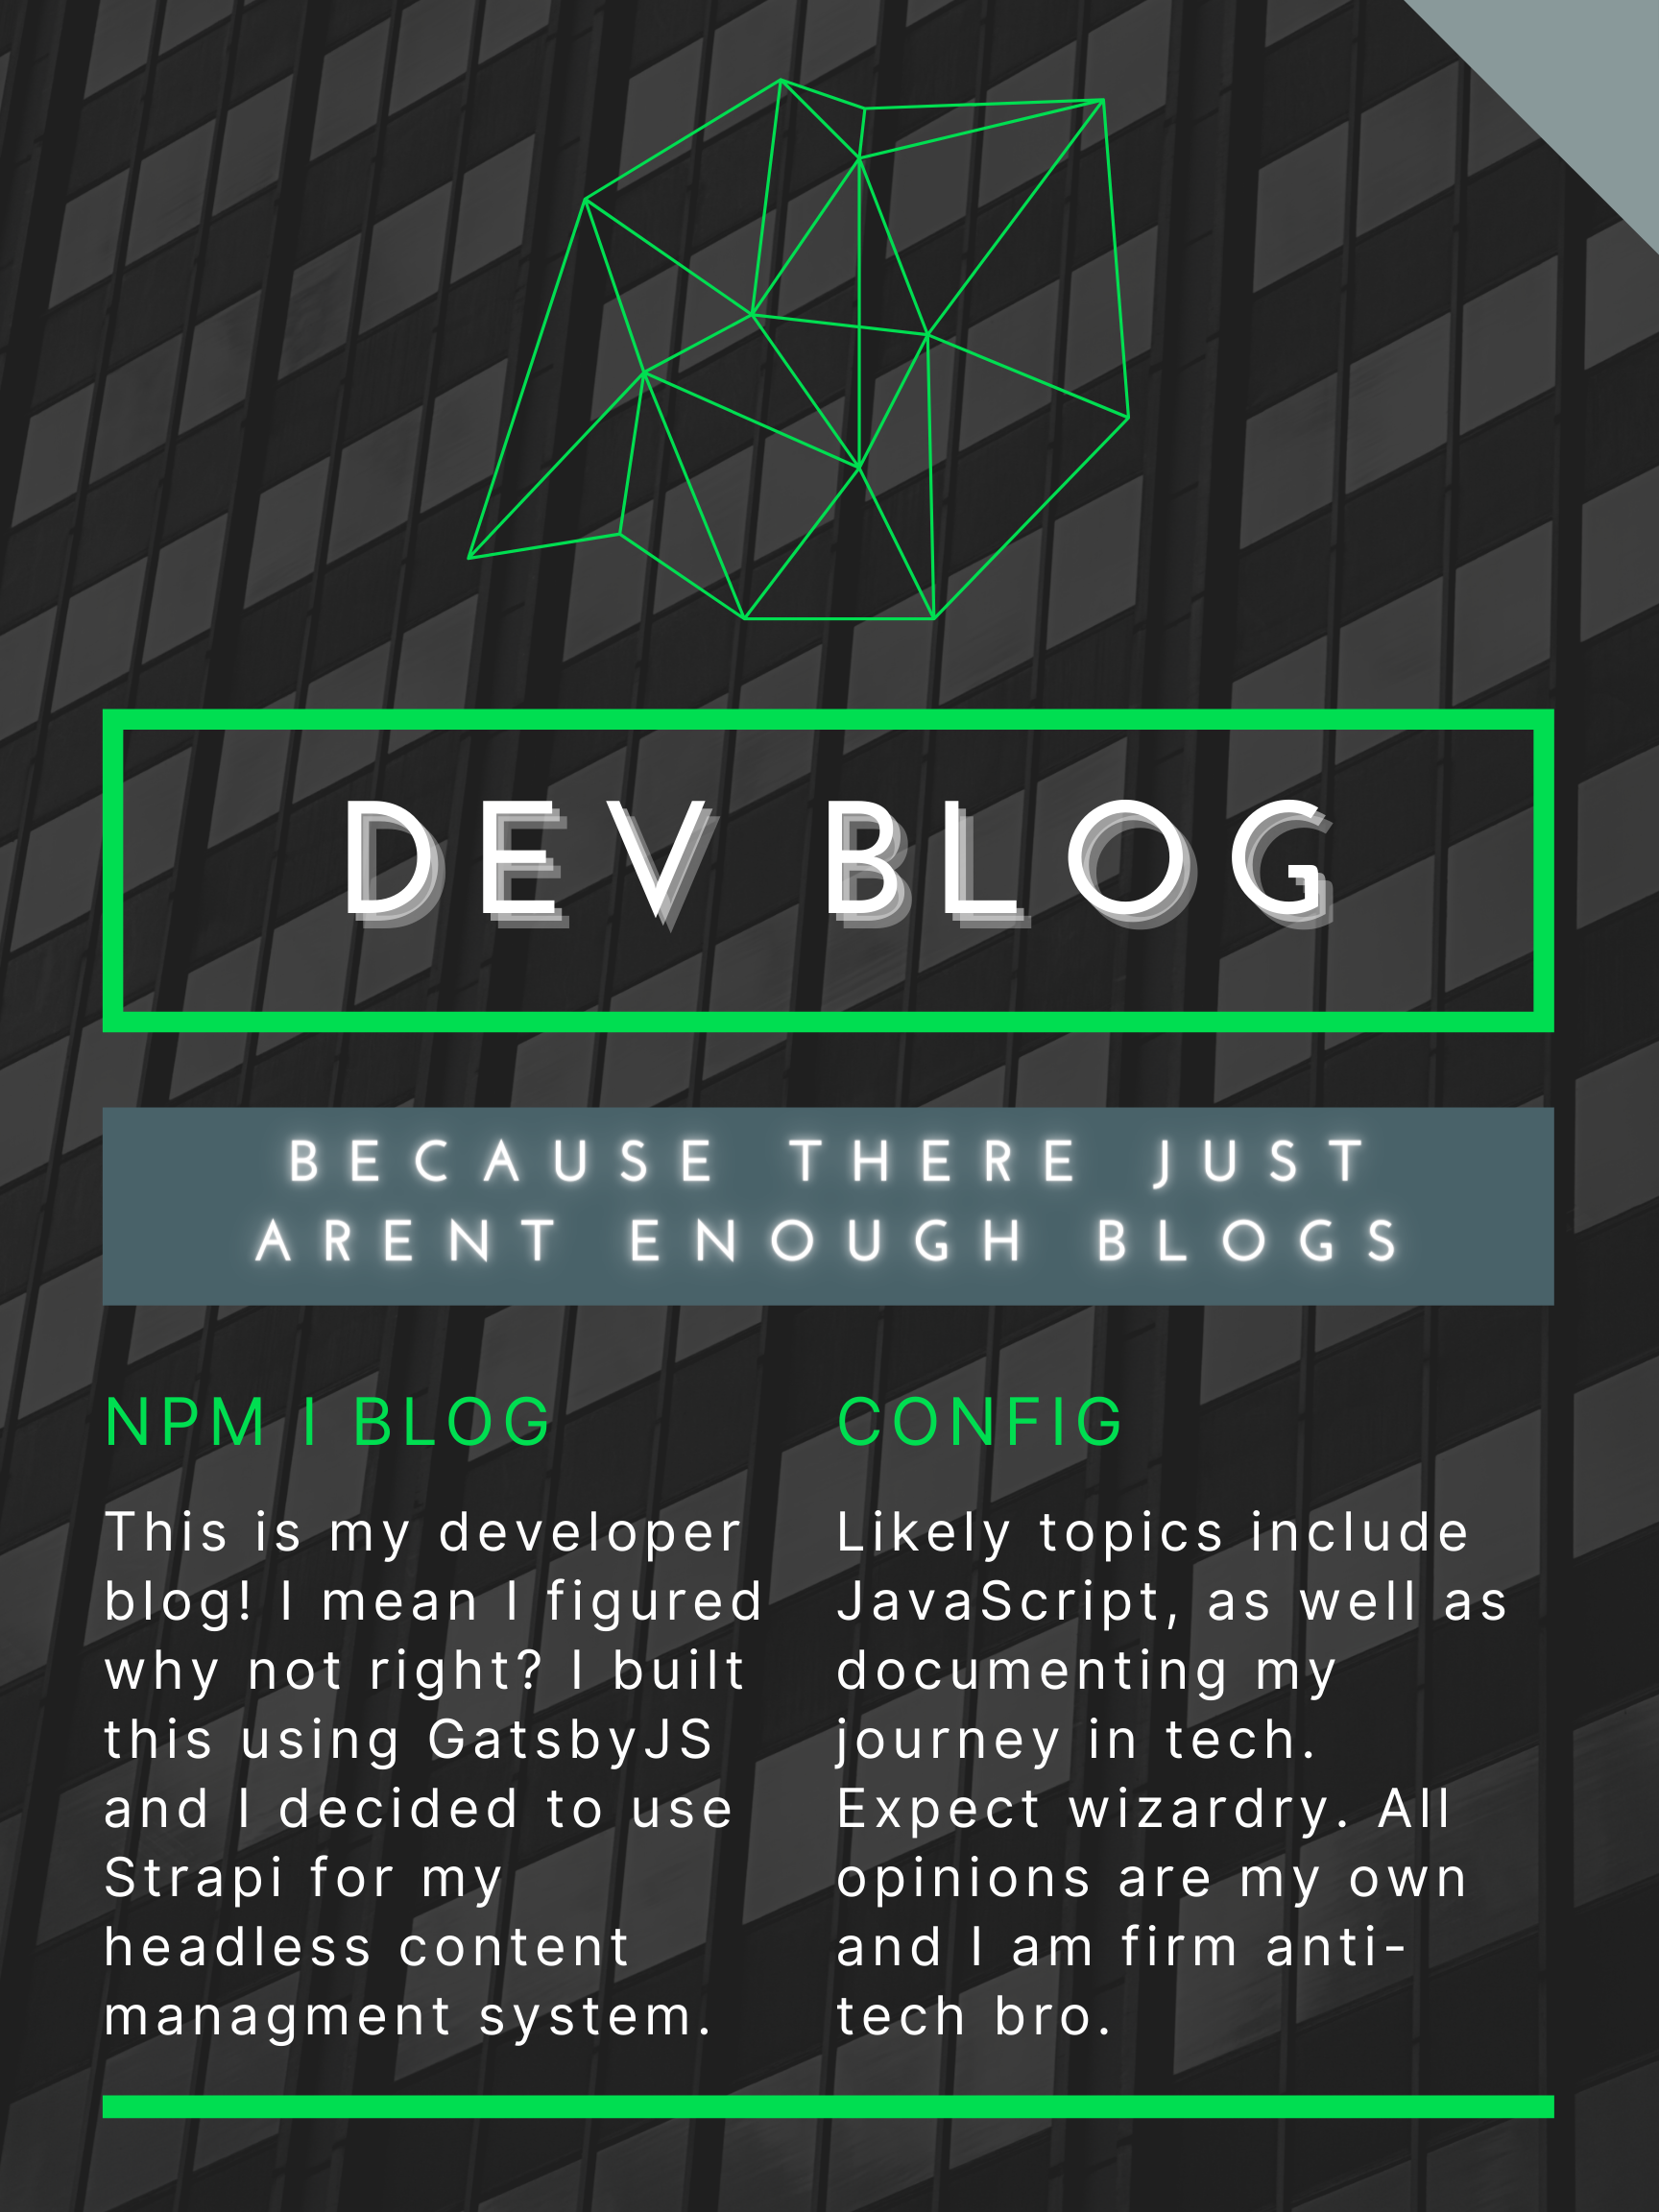 DEV BLOG
BECAUSE THERE JUST
ARENT ENOUGH BLOGS
NPM I BLOG
This is my developer
blog! I mean I figured
why not right? I built
this using GatsbyJS
and I decided to use
Strapi for my
headless content
managment system.
CONFIG
Likely topics include
JavaScript, as well as
documenting my
journey in tech.
Expect wizardry. All
opinions are my own
and I am firm anti-
tech bro.